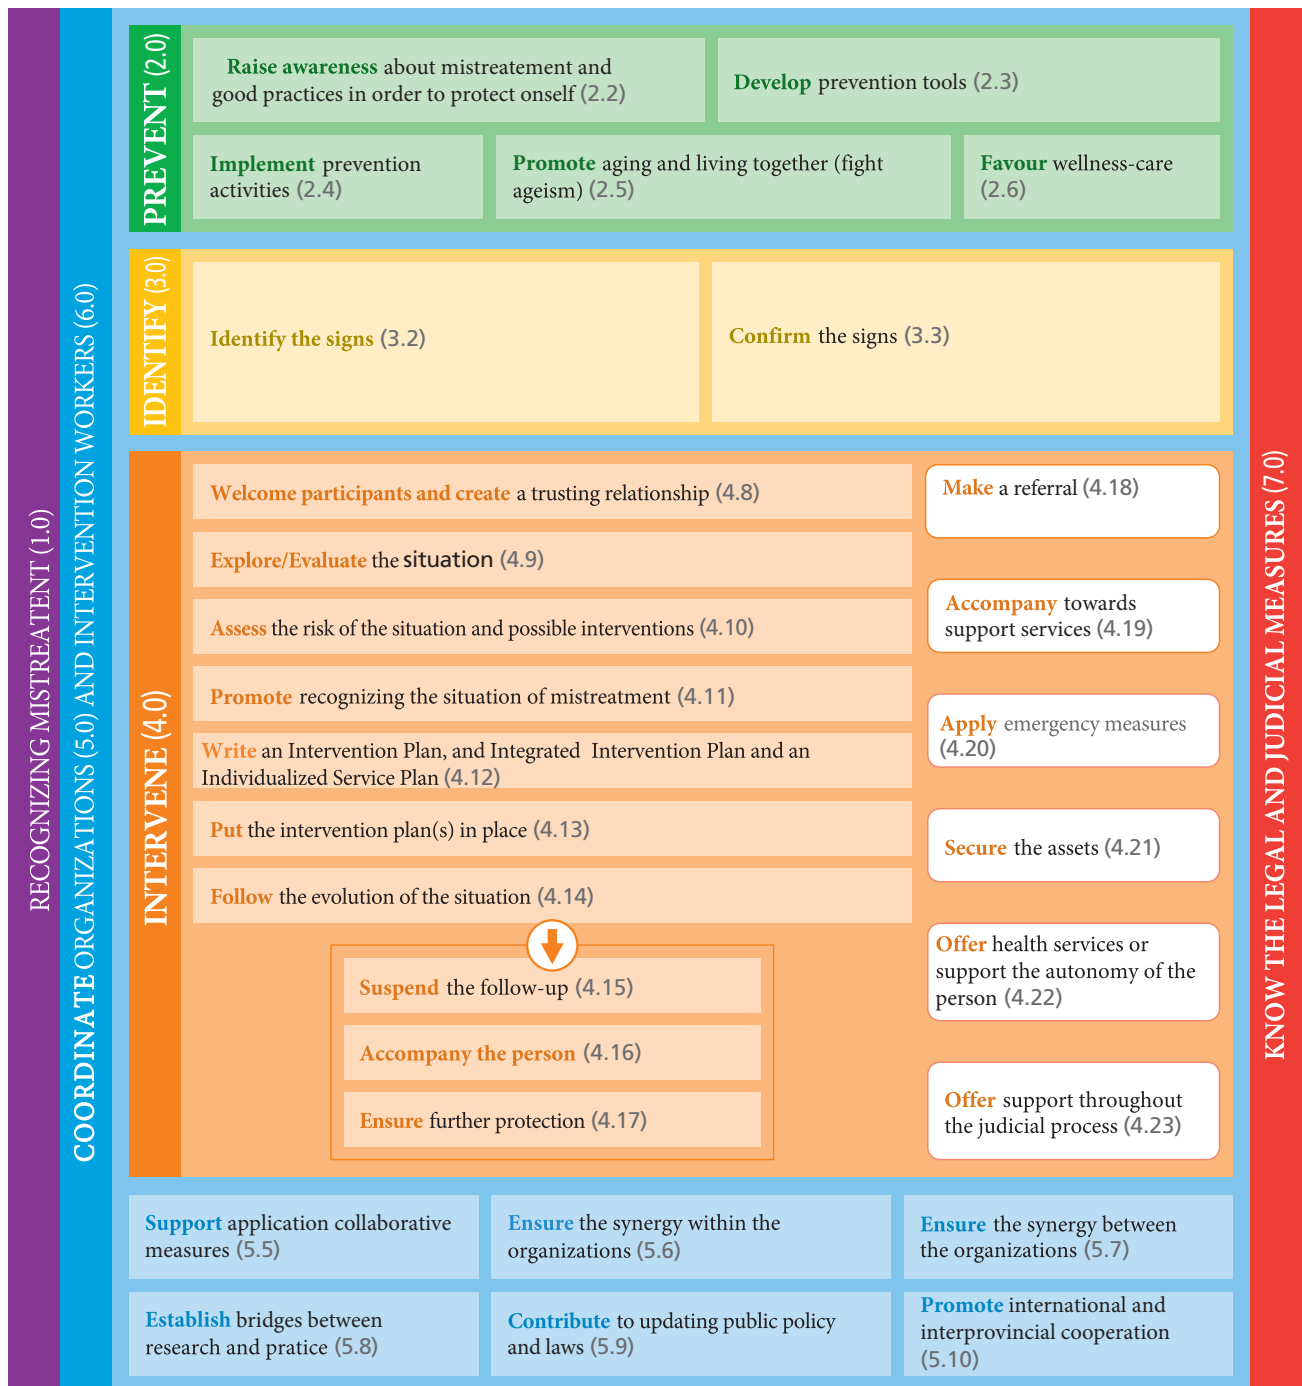 RECOGNIZING MISTREATENT (1.0)
COORDINATE ORGANIZATIONS (5.0) AND INTERVENTION WORKERS (6.0)
PREVENT (2.0)
Raise awareness about mistreatement and
good practices in order to protect onself (2.2)
Develop prevention tools (2.3)
Implement prevention
activities (2.4)
Promote aging and living together (fight
ageism) (2.5)
Favour wellness-care
(2.6)
IDENTIFY (3.0)
Identify the signs (3.2)
Confirm the signs (3.3)
INTERVENE (4.0)
Welcome participants and create a trusting relationship (4.8)
Explore/Evaluate the situation (4.9)
Assess the risk of the situation and possible interventions (4.10)
Promote recognizing the situation of mistreatment (4.11)
Write an Intervention Plan, and Integrated Intervention Plan and an
Individualized Service Plan (4.12)
Put the intervention plan(s) in place (4.13)
Follow the evolution of the situation (4.14)
Suspend the follow-up (4.15)
Accompany the person (4.16)
Ensure further protection (4.17)
Make a referral (4.18)
Accompany towards
support services (4.19)
Apply emergency measures
(4.20)
Secure the assets (4.21)
Offer health services or
support the autonomy of the
person (4.22)
Offer support throughout
the judicial process (4.23)
Support application collaborative
measures (5.5)
Ensure the synergy within the
organizations (5.6)
Ensure the synergy between
the organizations (5.7)
Establish bridges between
research and pratice (5.8)
Contribute to updating public policy
and laws (5.9)
Promote international and
interprovincial cooperation
(5.10)
KNOW THE LEGAL AND JUDICIAL MEASURES (7.0)